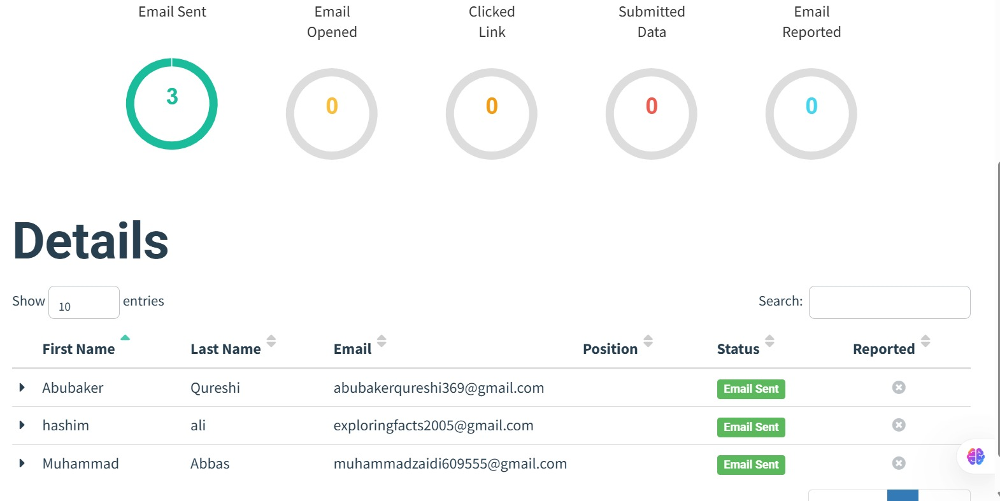 Email Sent
Email Opened
Clicked Link
Submitted Data
Email Reported
3
0
0
0
0
Details
Show 10 entries
Search:
First Name Last Name Email Position Status Reported
Abubaker Qureshi abubakerqureshi369@gmail.com Email Sent
hashim ali exploringfacts2005@gmail.com Email Sent
Muhammad Abbas muhammadzaidi609555@gmail.com Email Sent